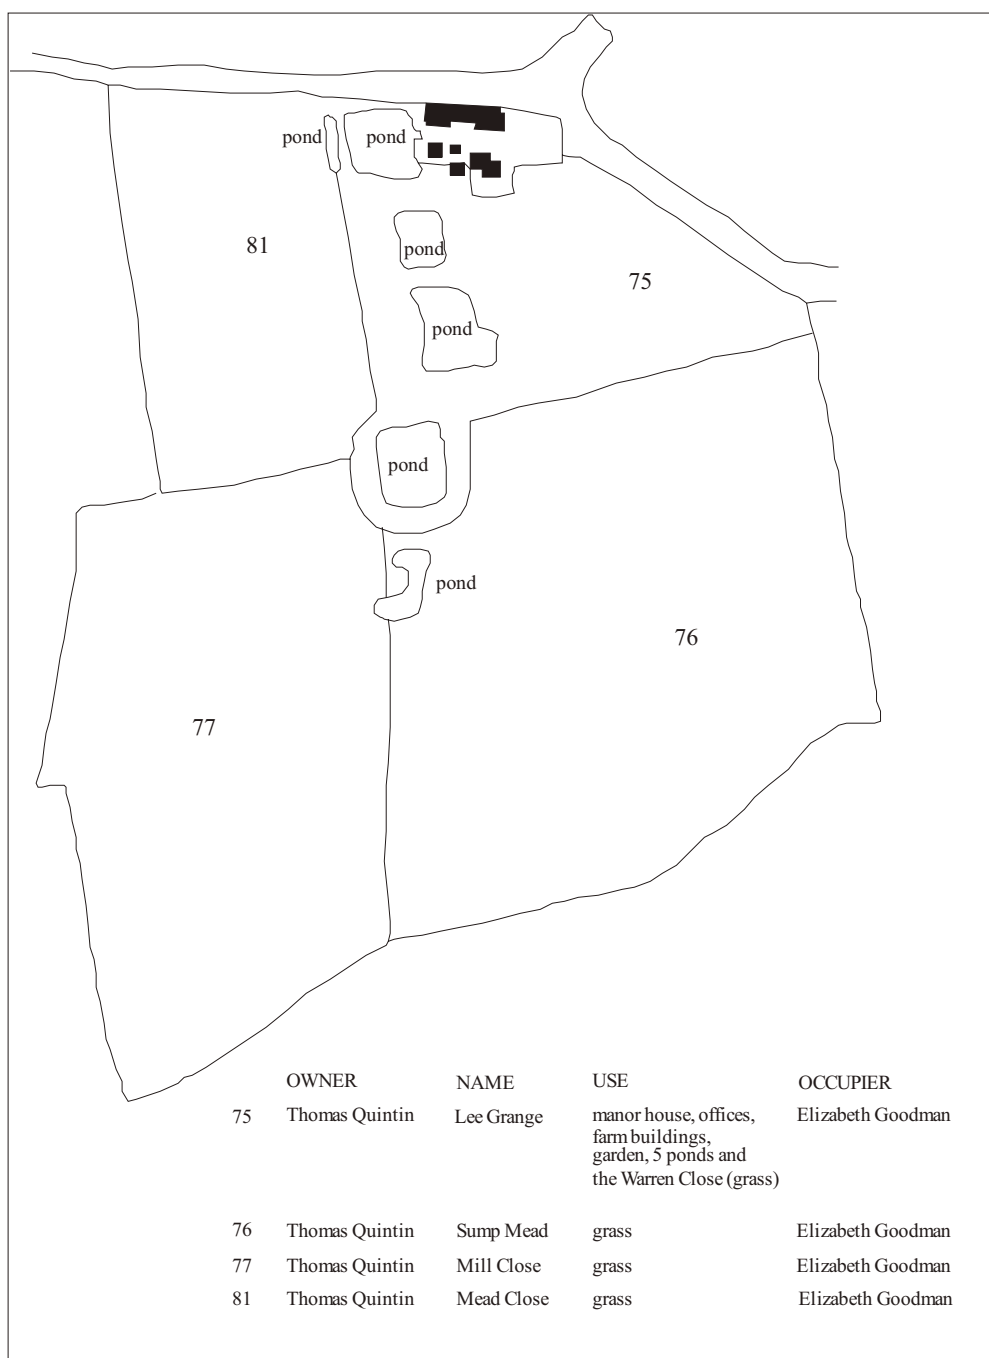 pond pond
81
pond
75
pond
pond
pond
76
77
OWNER NAME USE OCCUPIER
75 Thomas Quintin Lee Grange manor house, offices, Elizabeth Goodman
farm buildings,
garden, 5 ponds and
the Warren Close (grass)
76 Thomas Quintin Sump Mead grass Elizabeth Goodman
77 Thomas Quintin Mill Close grass Elizabeth Goodman
81 Thomas Quintin Mead Close grass Elizabeth Goodman